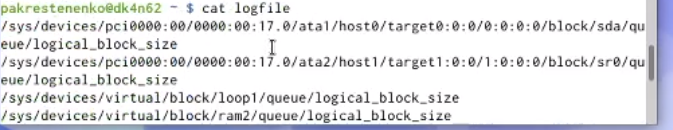 pakrestenenko@dk4n62 ~ $ cat logfile
/sys/devices/pci0000:00/0000:00:17.0/ata1/host0/target0:0:0/0:0:0:0/block/sda/qu
eue/logical_block_size
/sys/devices/pci0000:00/0000:00:17.0/ata2/host1/target1:0:0/1:0:0:0/block/sr0/qu
eue/logical_block_size
/sys/devices/virtual/block/loop1/queue/logical_block_size
/sys/devices/virtual/block/ram2/queue/logical_block_size